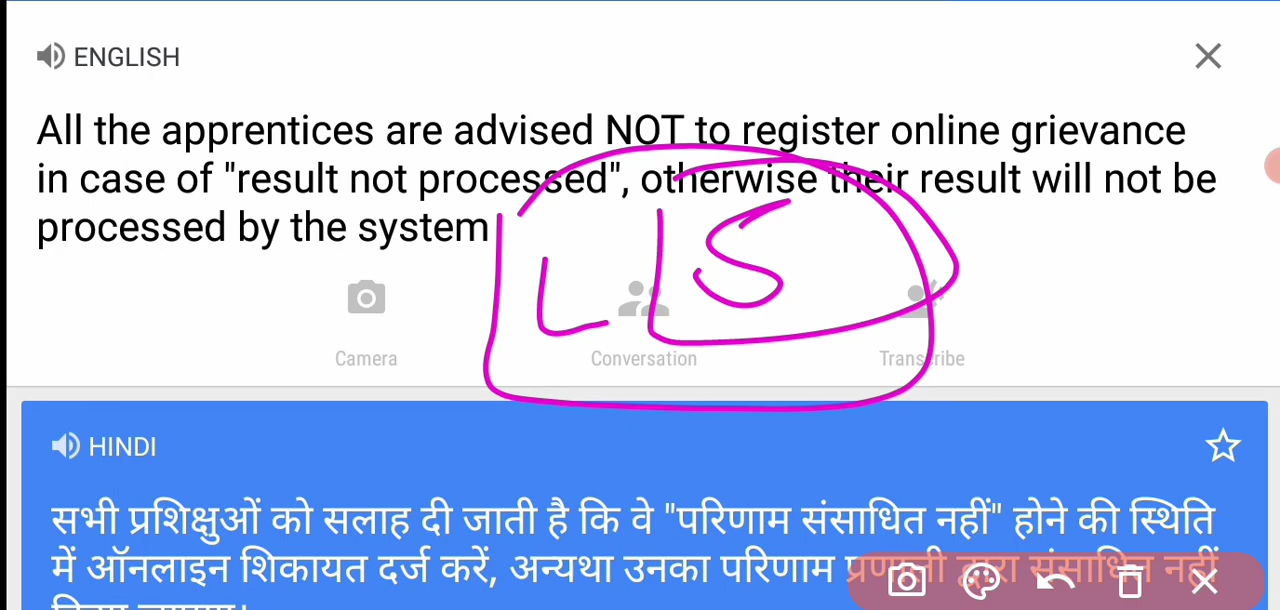 ENGLISH
All the apprentices are advised NOT to register online grievance
in case of "result not processed", otherwise their result will not be
processed by the system
L S
Camera Conversation Transcribe
HINDI
सभी प्रशिक्षुओं को सलाह दी जाती है कि वे "परिणाम संसाधित नहीं" होने की स्थिति
में ऑनलाइन शिकायत दर्ज करें, अन्यथा उनका परिणाम प्रणाली द्वारा संसाधित नहीं